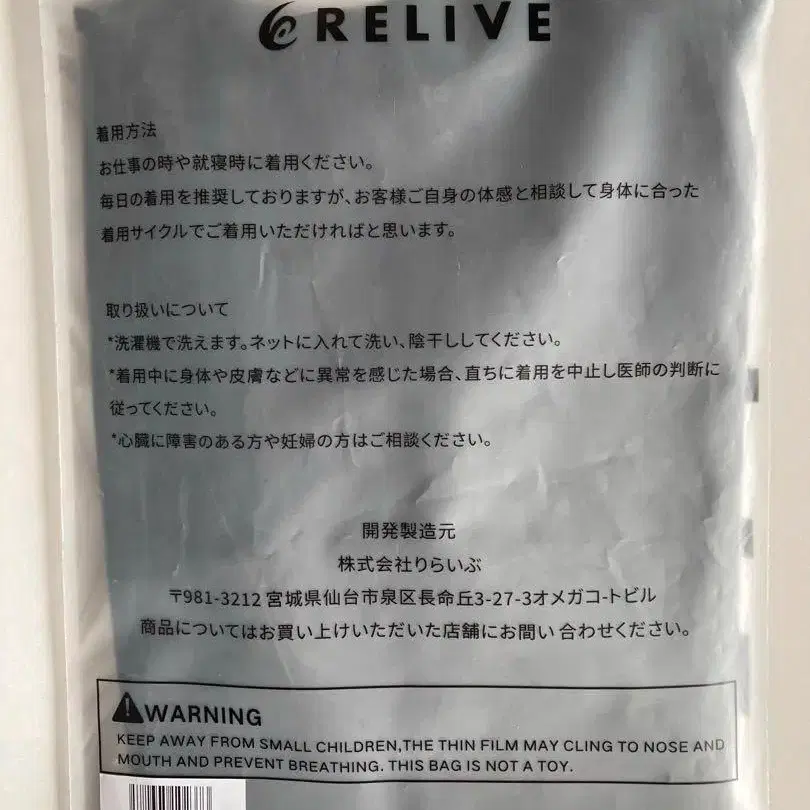 RELIVE
着用方法
お仕事の時や就寝時に着用ください。
毎日の着用を推奨しておりますが、お客様ご自身の体感と相談して身体に合った
着用サイクルでご着用いただければと思います。
取り扱いについて
*洗濯機で洗えます。ネットに入れて洗い、陰干ししてください。
*着用中に身体や皮膚などに異常を感じた場合、直ちに着用を中止し医師の判断に
従ってください。
*心臓に障害のある方や妊婦の方はご相談ください。
開発製造元
株式会社りらいぶ
〒981-3212 宮城県仙台市泉区長命丘3-27-3オメガコ-トビル
商品についてはお買い上げいただいた店舗にお問い合わせください。
WARNING
KEEP AWAY FROM SMALL CHILDREN,THE THIN FILM MAY CLING TO NOSE AND
MOUTH AND PREVENT BREATHING. THIS BAG IS NOT A TOY.